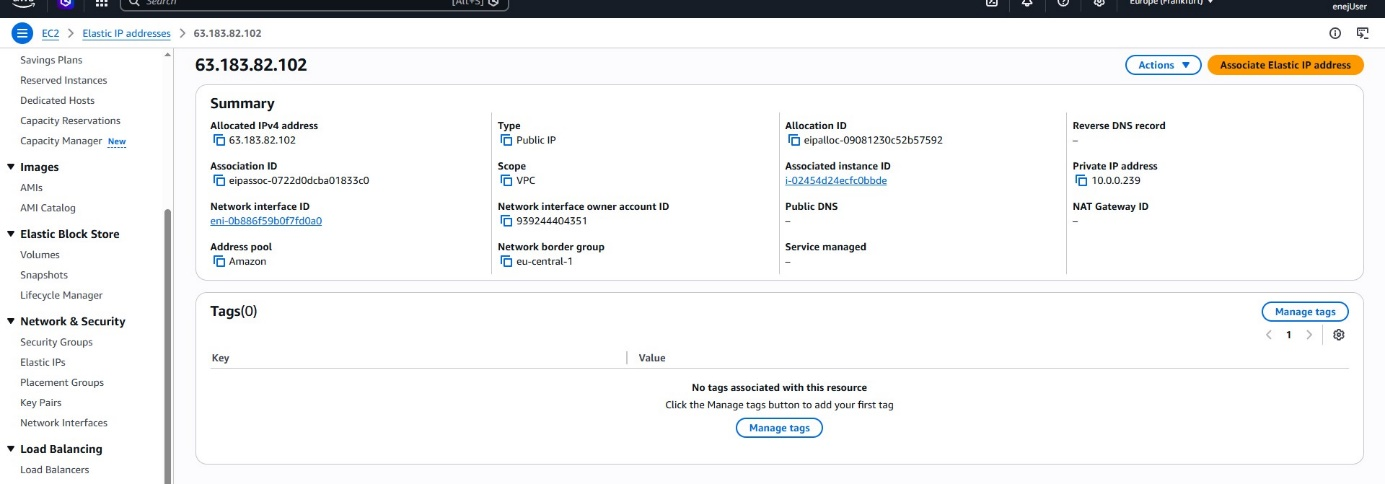 Search
[Alt+S]
Europe (Frankfurt)
enejUser
EC2 > Elastic IP addresses > 63.183.82.102
Savings Plans
Reserved Instances
Dedicated Hosts
Capacity Reservations
Capacity Manager New
Images
AMIs
AMI Catalog
Elastic Block Store
Volumes
Snapshots
Lifecycle Manager
Network & Security
Security Groups
Elastic IPs
Placement Groups
Key Pairs
Network Interfaces
Load Balancing
Load Balancers
63.183.82.102
Actions
Associate Elastic IP address
Summary
Allocated IPv4 address
63.183.82.102
Type
Public IP
Allocation ID
eipalloc-09081230c52b57592
Reverse DNS record
–
Association ID
eipassoc-0722d0dcba01833c0
Scope
VPC
Associated instance ID
i-02454d24ecfc0bbde
Private IP address
10.0.0.239
Network interface ID
eni-0b886f59b0f7fd0a0
Network interface owner account ID
939244404351
Public DNS
–
NAT Gateway ID
–
Address pool
Amazon
Network border group
eu-central-1
Service managed
–
Tags(0)
Manage tags
1
Key
Value
No tags associated with this resource
Click the Manage tags button to add your first tag
Manage tags